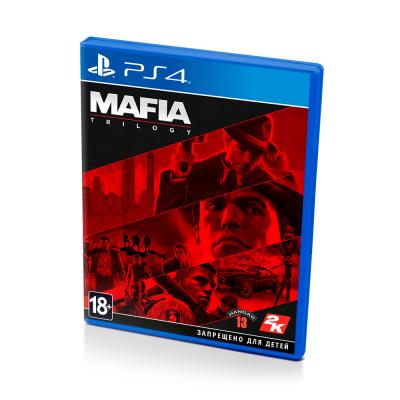 PS4
MAFIA
TRILOGY
18+
HANGAR
13
2K
ЗАПРЕЩЕНО ДЛЯ ДЕТЕЙ